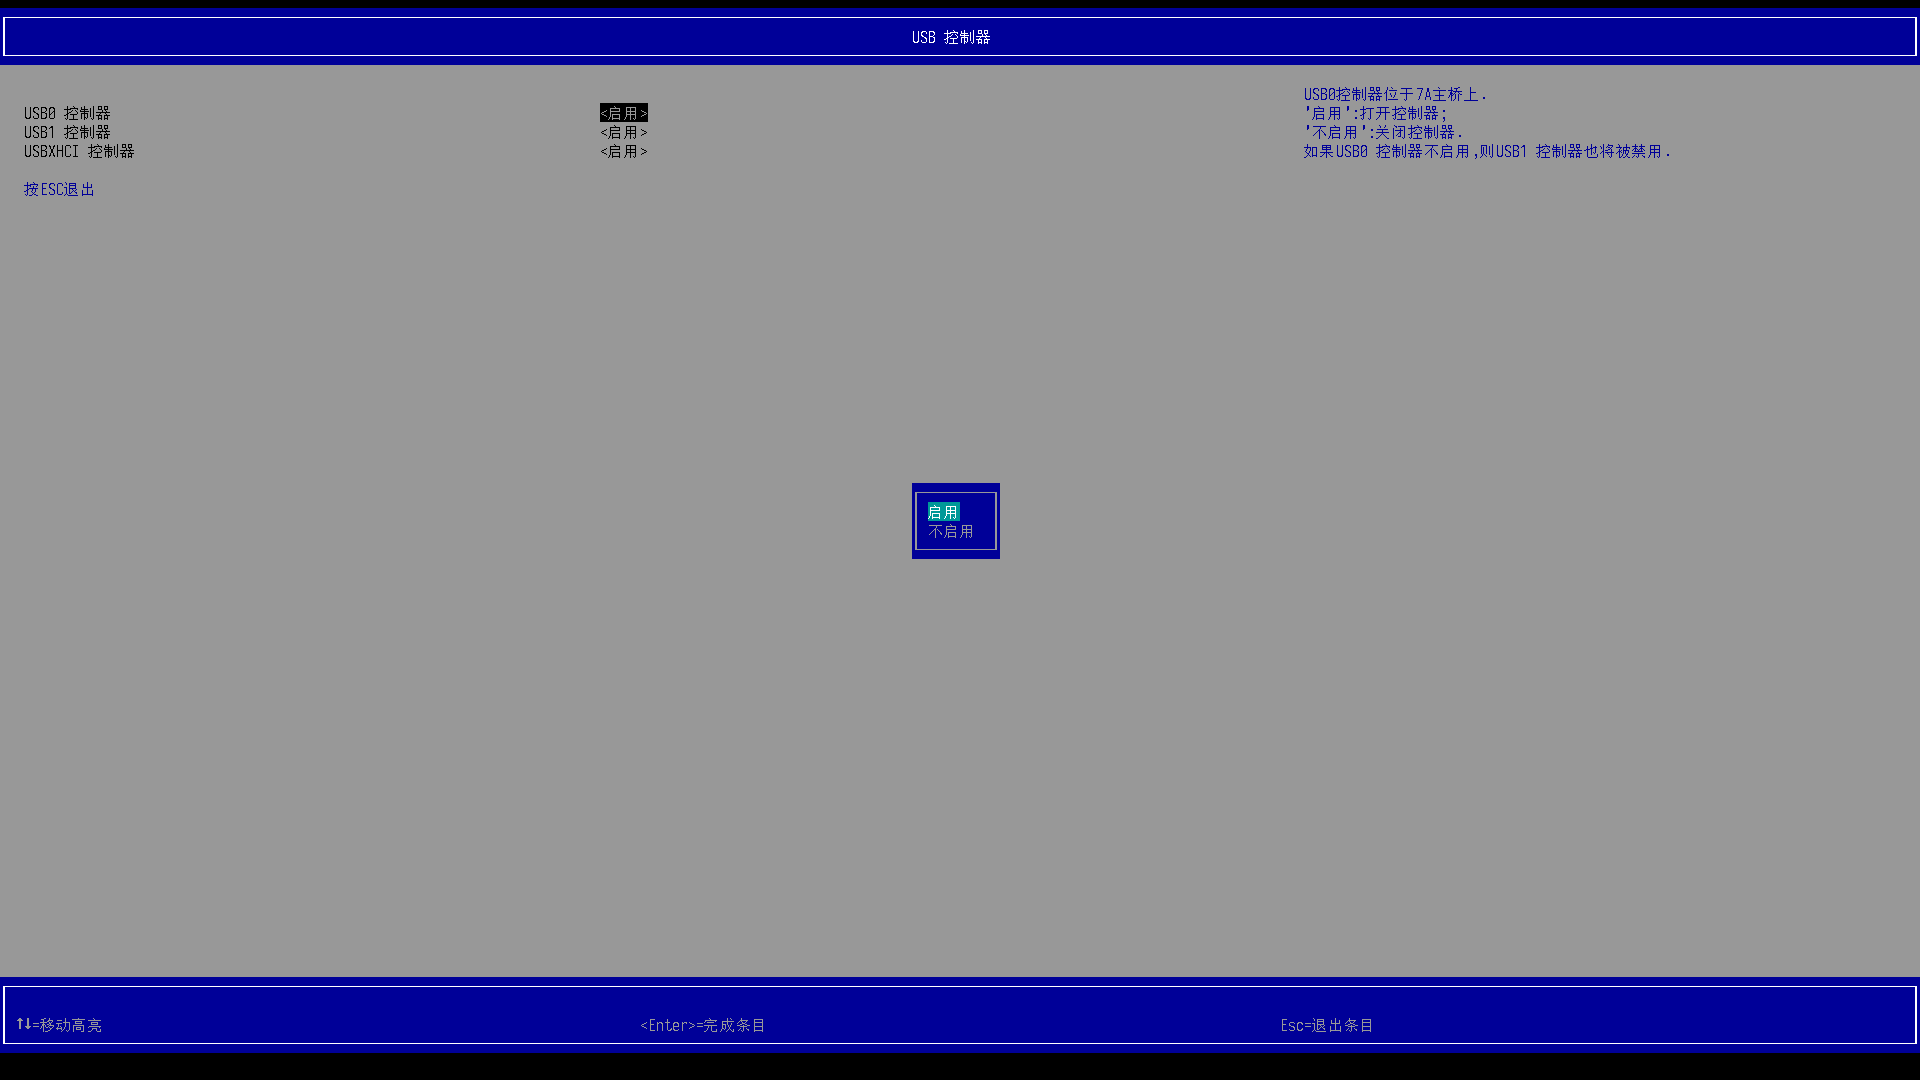 USB 控制器
USB0 控制器 <启用>
USB1 控制器 <启用>
USBXHCI 控制器 <启用>
按ESC退出
USB0控制器位于7A主桥上.
'启用':打开控制器;
'不启用':关闭控制器.
如果USB0 控制器不启用,则USB1 控制器也将被禁用.
启用
不启用
↑↓=移动高亮 <Enter>=完成条目 Esc=退出条目